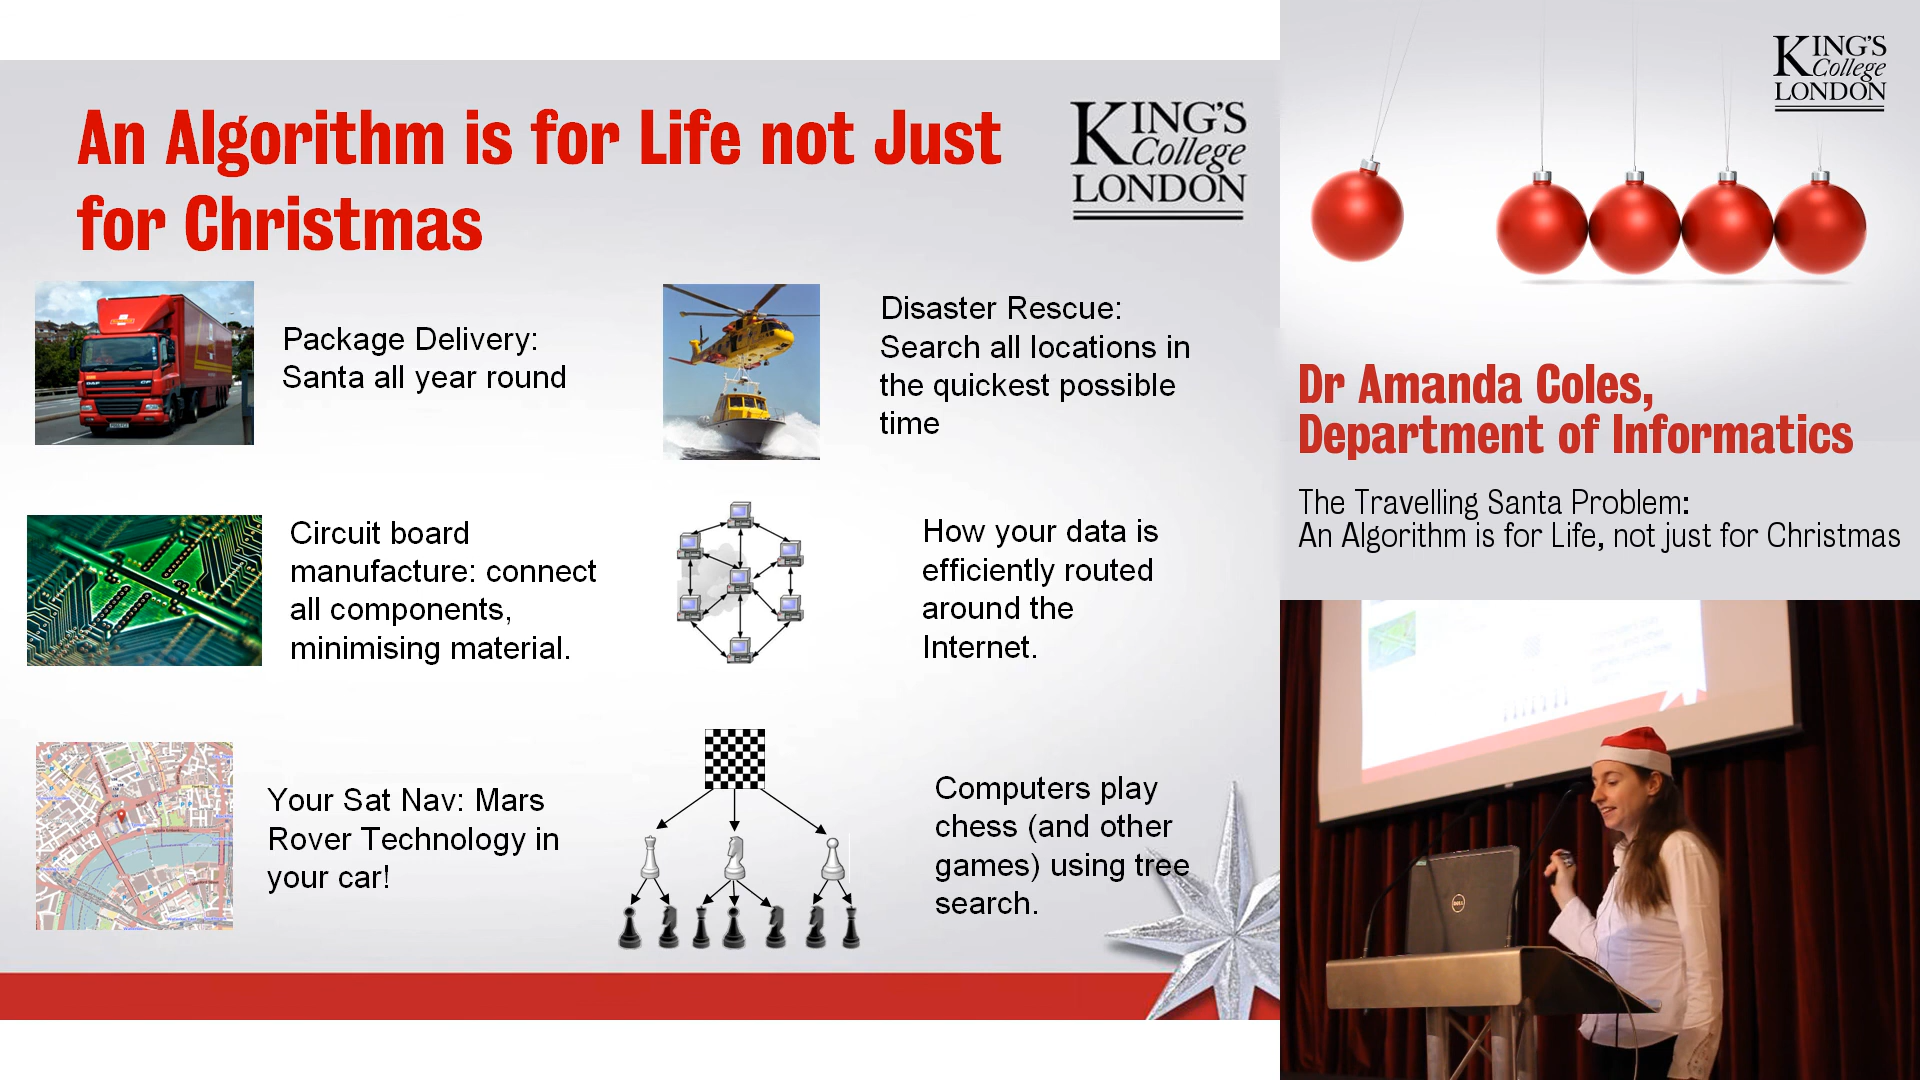 An Algorithm is for Life not Just
for Christmas
KING'S
College
LONDON
Package Delivery:
Santa all year round
Disaster Rescue:
Search all locations in
the quickest possible
time
Circuit board
manufacture: connect
all components,
minimising material.
How your data is
efficiently routed
around the
Internet.
Your Sat Nav: Mars
Rover Technology in
your car!
Computers play
chess (and other
games) using tree
search.
KING'S
College
LONDON
Dr Amanda Coles,
Department of Informatics
The Travelling Santa Problem:
An Algorithm is for Life, not just for Christmas
DELL